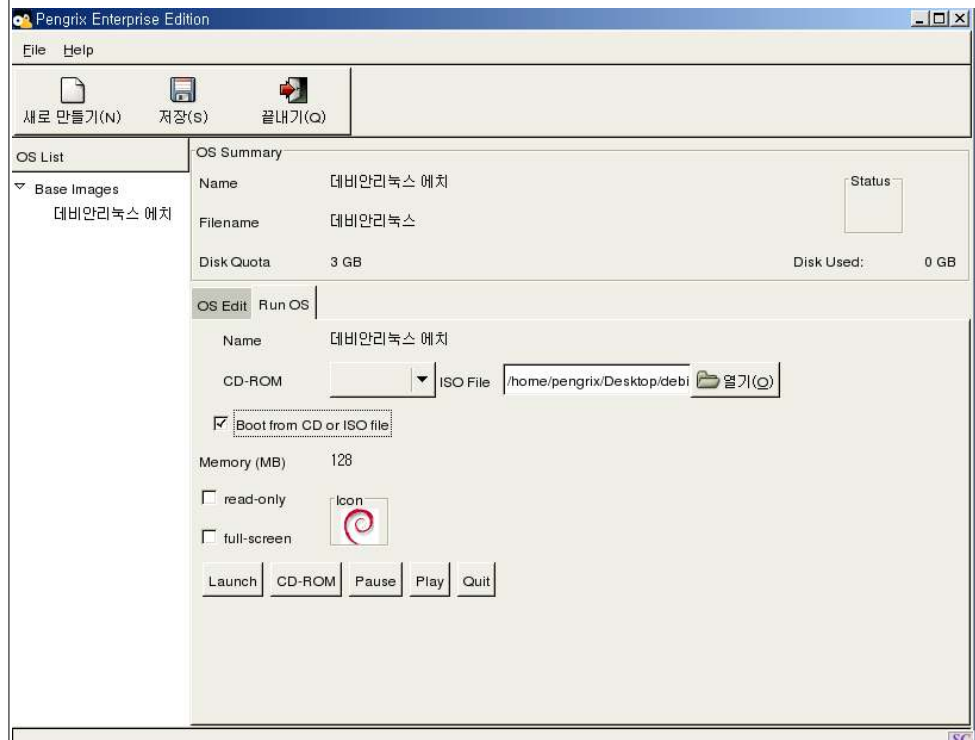 Pengrix Enterprise Edition
File Help
새로 만들기(N) 저장(S) 끝내기(Q)
OS List
Base Images
데비안리눅스 에치
OS Summary
Name 데비안리눅스 에치
Status
Filename 데비안리눅스
Disk Quota 3 GB Disk Used: 0 GB
OS Edit Run OS
Name 데비안리눅스 에치
CD-ROM ISO File /home/pengrix/Desktop/debi 열기(O)
Boot from CD or ISO file
Memory (MB) 128
read-only
Icon
full-screen
Launch CD-ROM Pause Play Quit